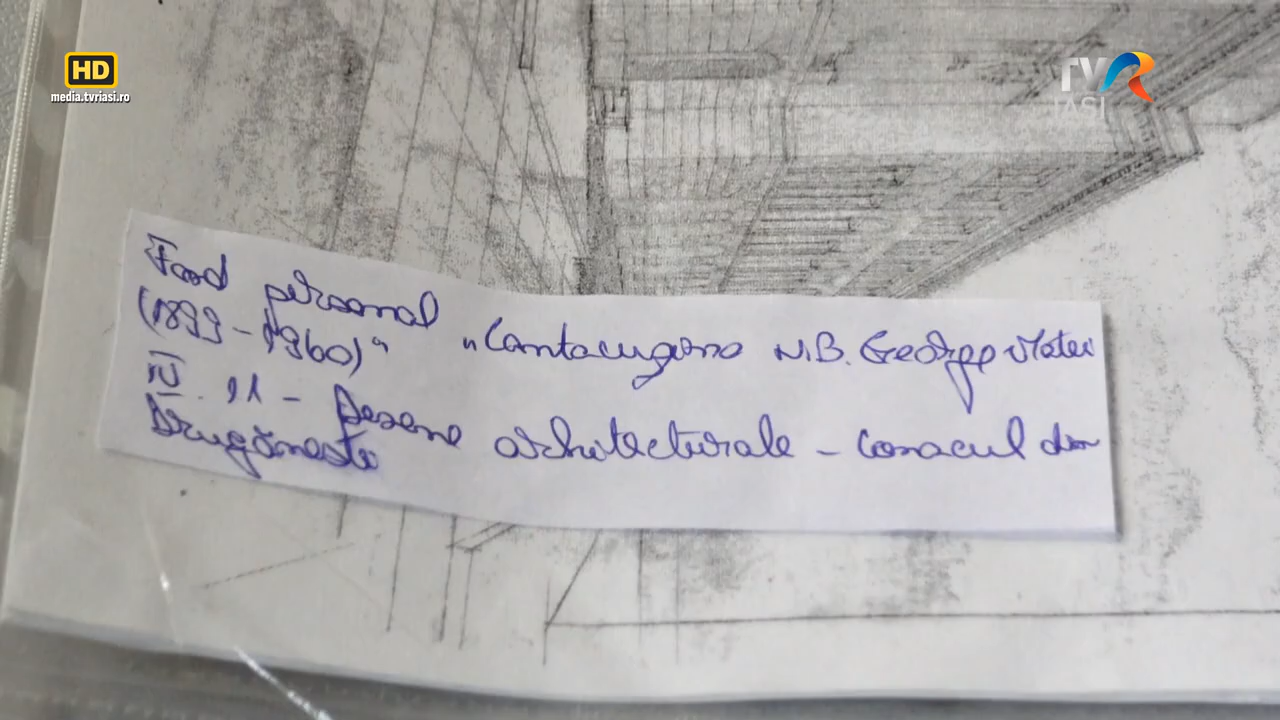 HD
media.tvriasi.ro
TVR
IAȘI
Fond personal „Cantacuzino N.B. George Matei
(1899-1960)"
IV. 11 - Desene arhitecturale - Conacul din
Drugănești